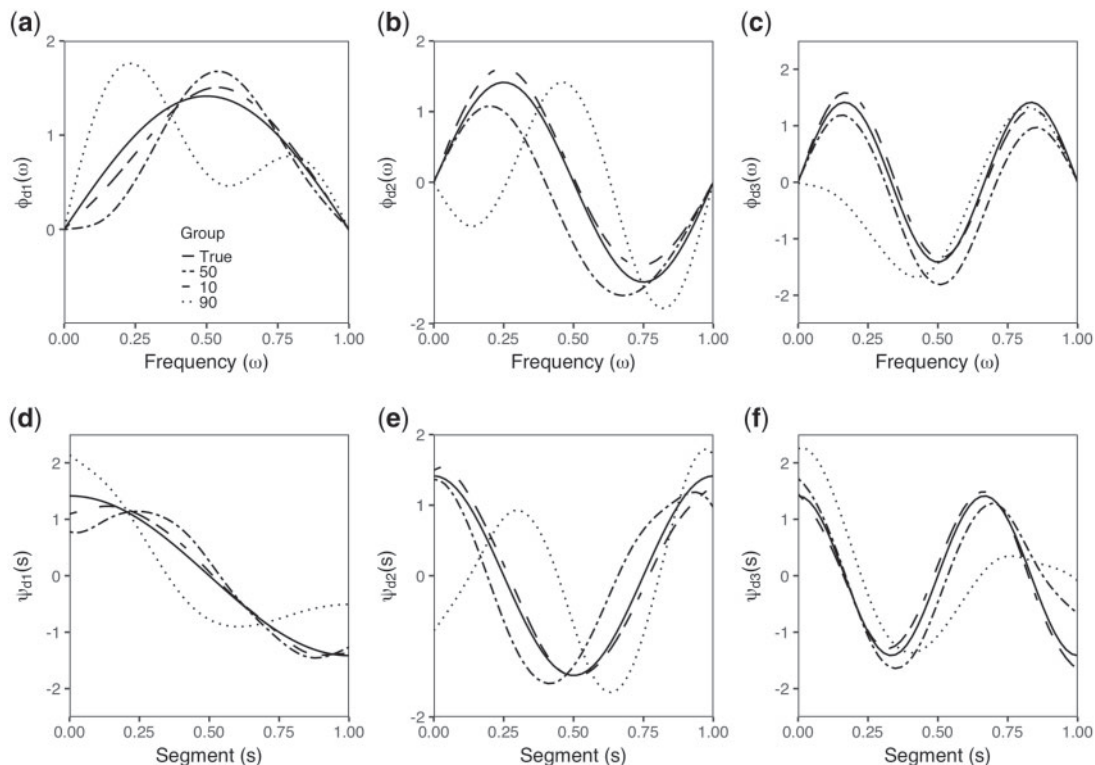 (a)
2
1
0
ϕd1(ω)
Group
True
50
10
90
0.00 0.25 0.50 0.75 1.00
Frequency (ω)
(b)
2
1
0
-2
ϕd2(ω)
0.00 0.25 0.50 0.75 1.00
Frequency (ω)
(c)
2
1
0
-1
-2
ϕd3(ω)
0.00 0.25 0.50 0.75 1.00
Frequency (ω)
(d)
2
1
0
-1
-2
ψd1(s)
0.00 0.25 0.50 0.75 1.00
Segment (s)
(e)
2
1
0
-2
ψd2(s)
0.00 0.25 0.50 0.75 1.00
Segment (s)
(f)
2
1
0
-1
-2
ψd3(s)
0.00 0.25 0.50 0.75 1.00
Segment (s)